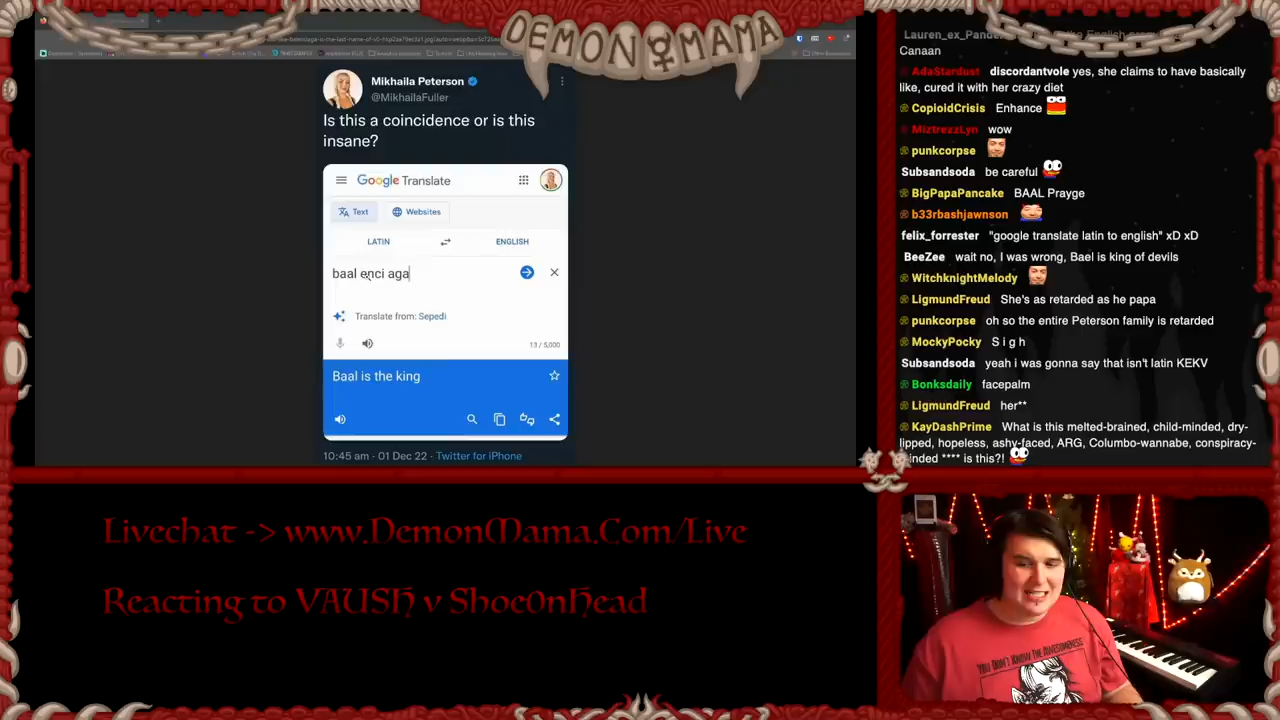 DEMON MAMA
Mikhaila Peterson
@MikhailaFuller
Is this a coincidence or is this
insane?
Google Translate
Text
Websites
LATIN
ENGLISH
baal enci aga
Translate from: Sepedi
13 / 5,000
Baal is the king
10:45 am · 01 Dec 22 · Twitter for iPhone
Livechat -> www.DemonMama.Com/Live
Reacting to VAUSH v Shoe0nHead
Canaan
AdaStardust discordantvole yes, she claims to have basically
like, cured it with her crazy diet
CopioidCrisis Enhance
MiztrezzLyn wow
punkcorpse
Subsandsoda be careful
BigPapaPancake BAAL Prayge
b33rbashjawnson
felix_forrester "google translate latin to english" xD xD
BeeZee wait no, I was wrong, Bael is king of devils
WitchknightMelody
LigmundFreud She's as retarded as he papa
punkcorpse oh so the entire Peterson family is retarded
MockyPocky S i g h
Subsandsoda yeah i was gonna say that isn't latin KEKV
Bonksdaily facepalm
LigmundFreud her**
KayDashPrime What is this melted-brained, child-minded, dry-
lipped, hopeless, ashy-faced, ARG, Columbo-wannabe, conspiracy-
minded **** is this?!
YOU DON'T KNOW THE AWESOMENESS